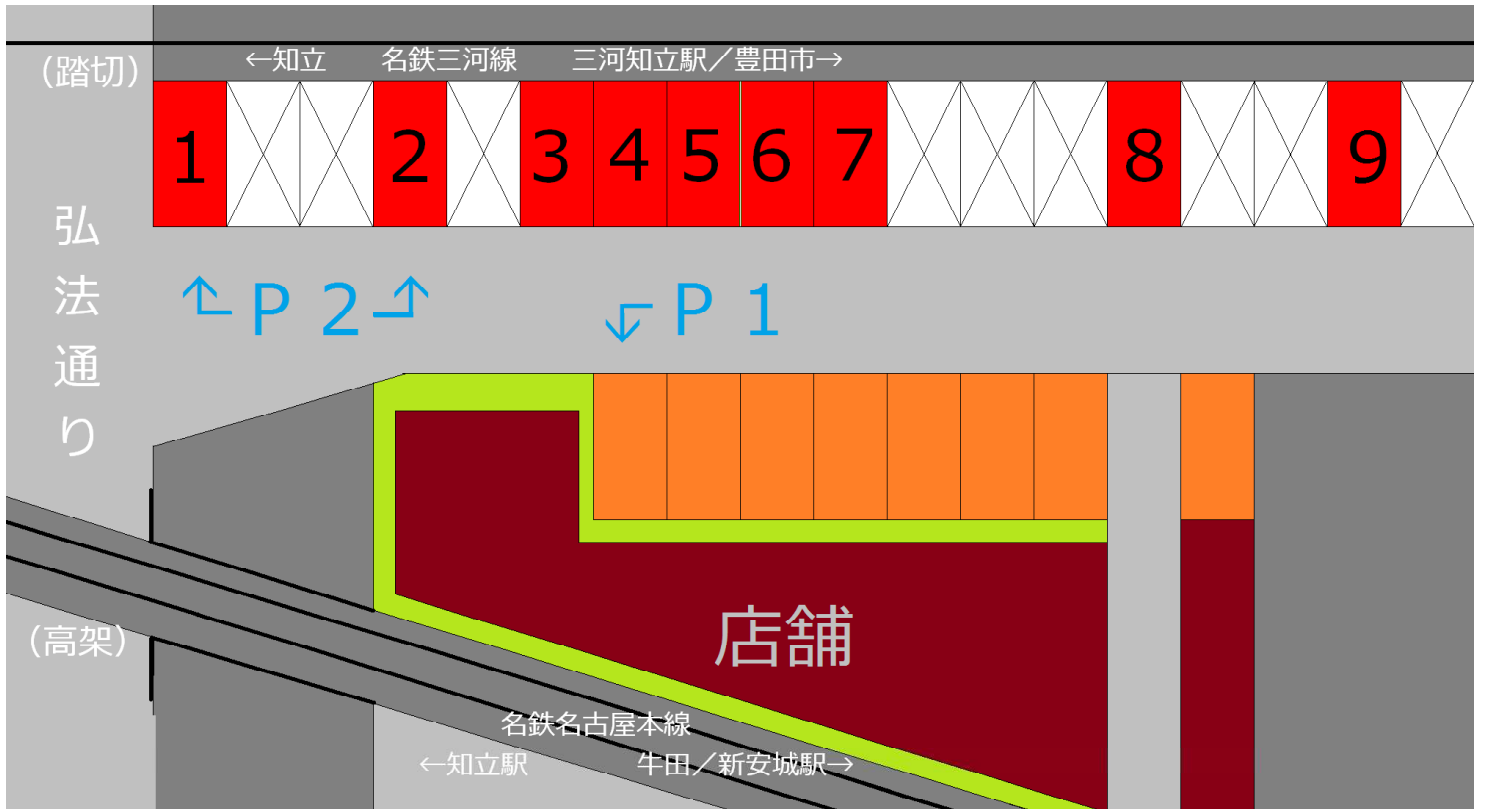 (踏切)
←知立 名鉄三河線 三河知立駅／豊田市→
1 2 3 4 5 6 7 8 9
弘法通り
P 2
P 1
店舗
(高架)
名鉄名古屋本線
←知立駅 牛田／新安城駅→